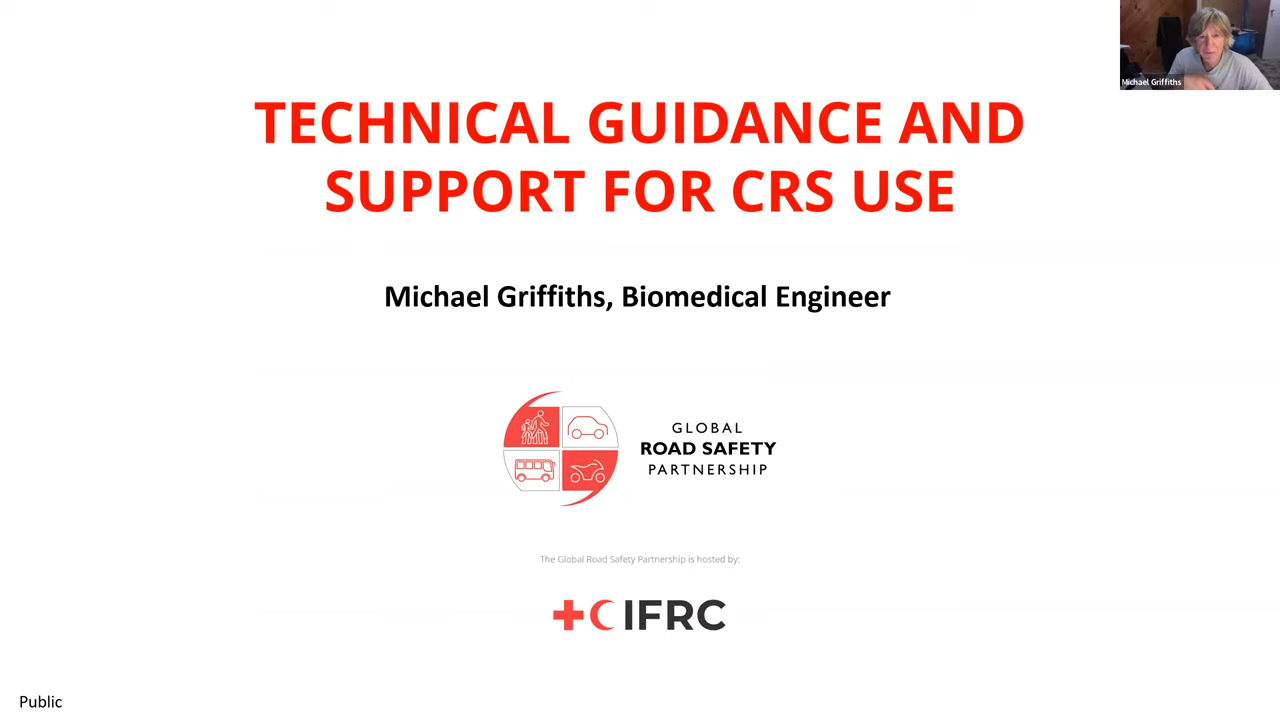 Michael Griffiths
TECHNICAL GUIDANCE AND
SUPPORT FOR CRS USE
Michael Griffiths, Biomedical Engineer
GLOBAL
ROAD SAFETY
PARTNERSHIP
The Global Road Safety Partnership is hosted by:
IFRC
Public